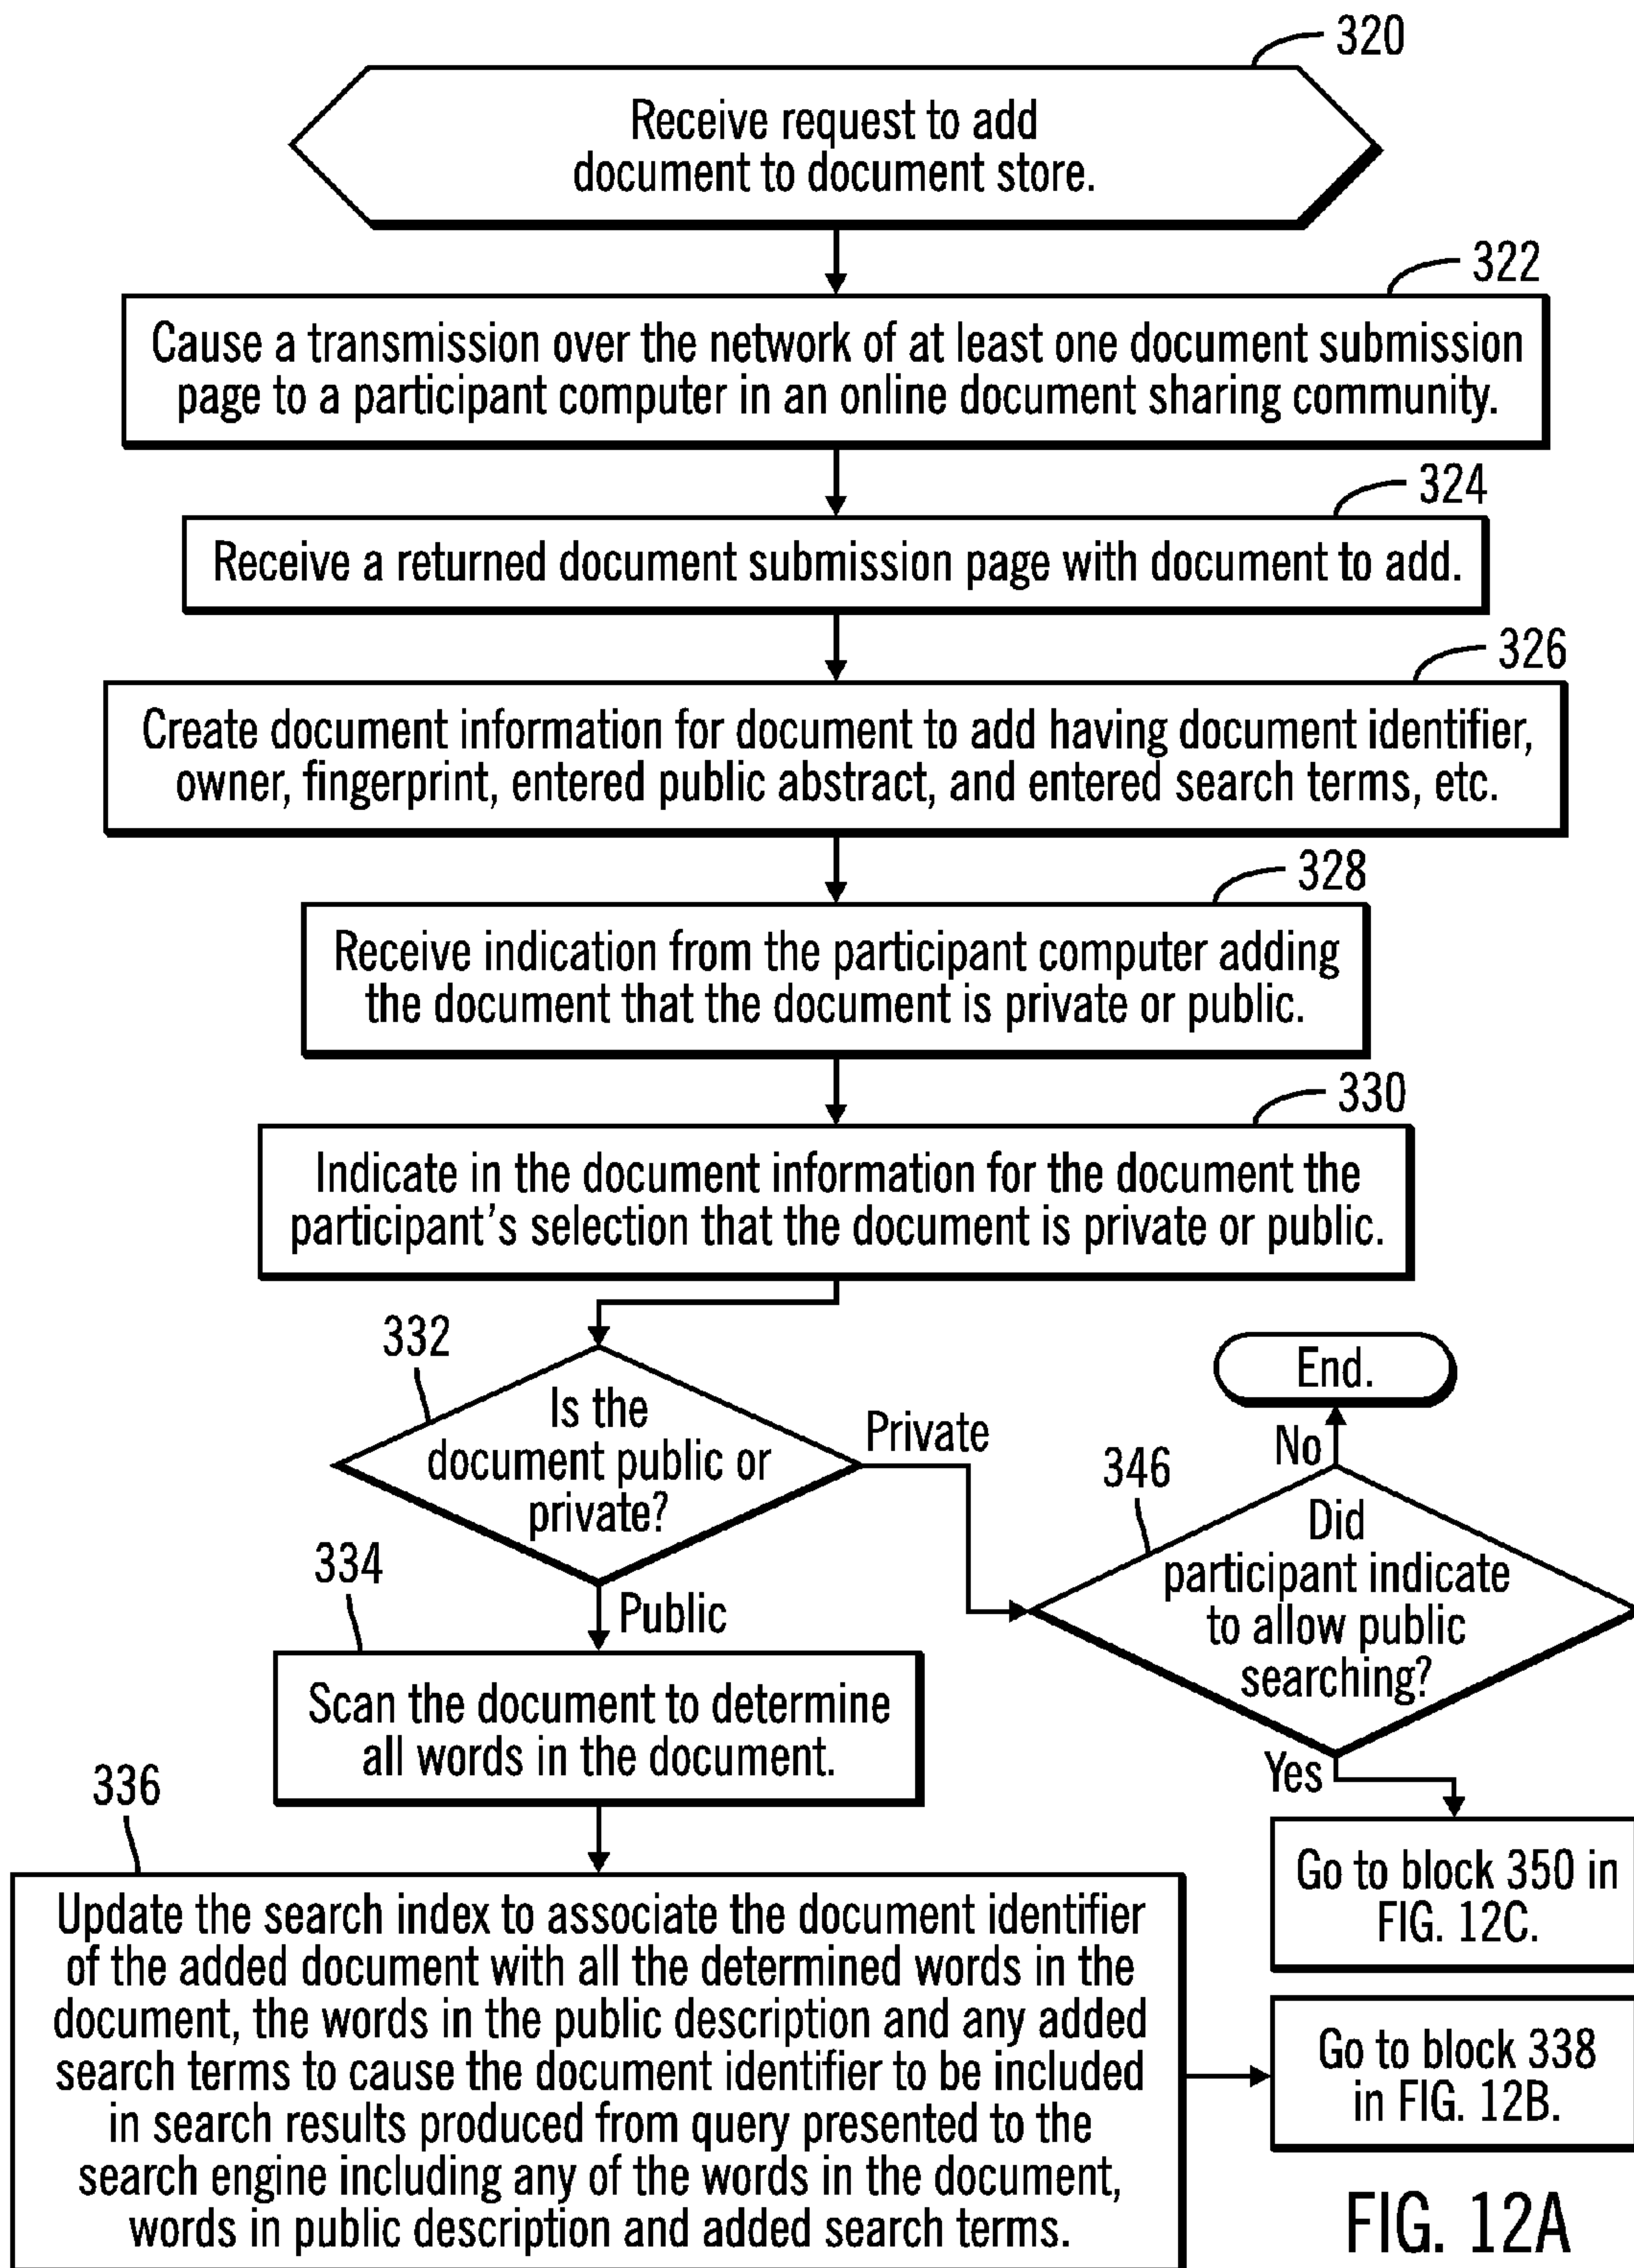 320
Receive request to add
document to document store.
322
Cause a transmission over the network of at least one document submission
page to a participant computer in an online document sharing community.
324
Receive a returned document submission page with document to add.
326
Create document information for document to add having document identifier,
owner, fingerprint, entered public abstract, and entered search terms, etc.
328
Receive indication from the participant computer adding
the document that the document is private or public.
330
Indicate in the document information for the document the
participant's selection that the document is private or public.
332
Is the
document public or
private?
Private
Public
End.
No
346
Did
participant indicate
to allow public
searching?
Yes
334
Scan the document to determine
all words in the document.
336
Update the search index to associate the document identifier
of the added document with all the determined words in the
document, the words in the public description and any added
search terms to cause the document identifier to be included
in search results produced from query presented to the
search engine including any of the words in the document,
words in public description and added search terms.
Go to block 350 in
FIG. 12C.
Go to block 338
in FIG. 12B.
FIG. 12A